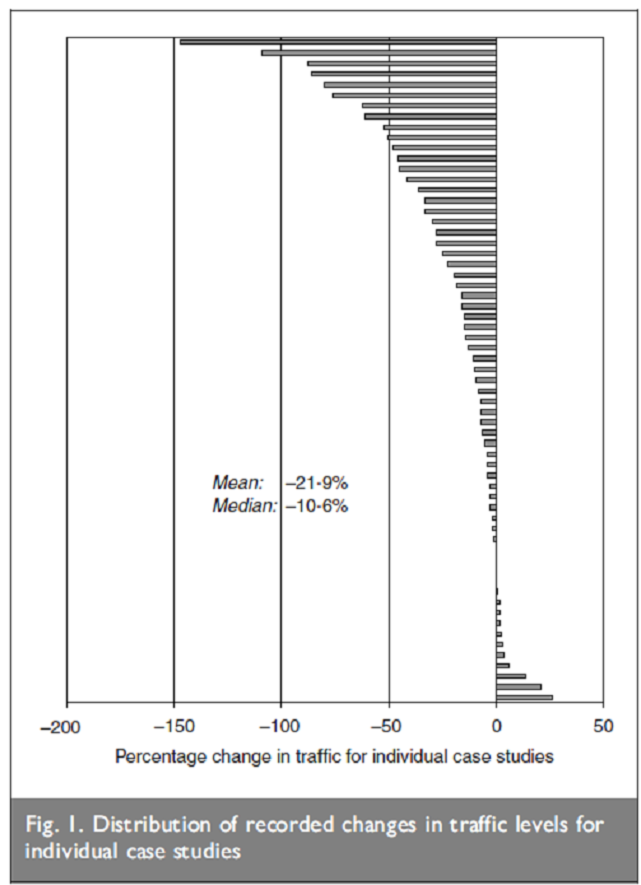 Mean: –21·9%
Median: –10·6%
–200 –150 –100 –50 0 50
Percentage change in traffic for individual case studies
Fig. 1. Distribution of recorded changes in traffic levels for
individual case studies